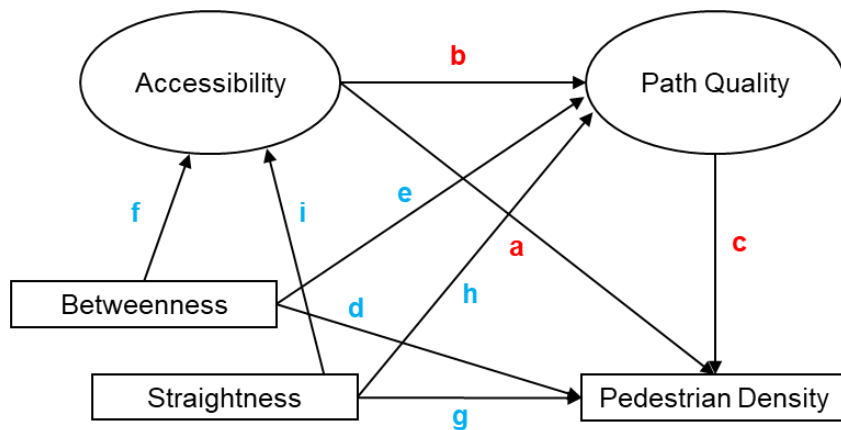 b
Accessibility
Path Quality
e
f
i
a
c
h
Betweenness
d
Straightness
g
Pedestrian Density